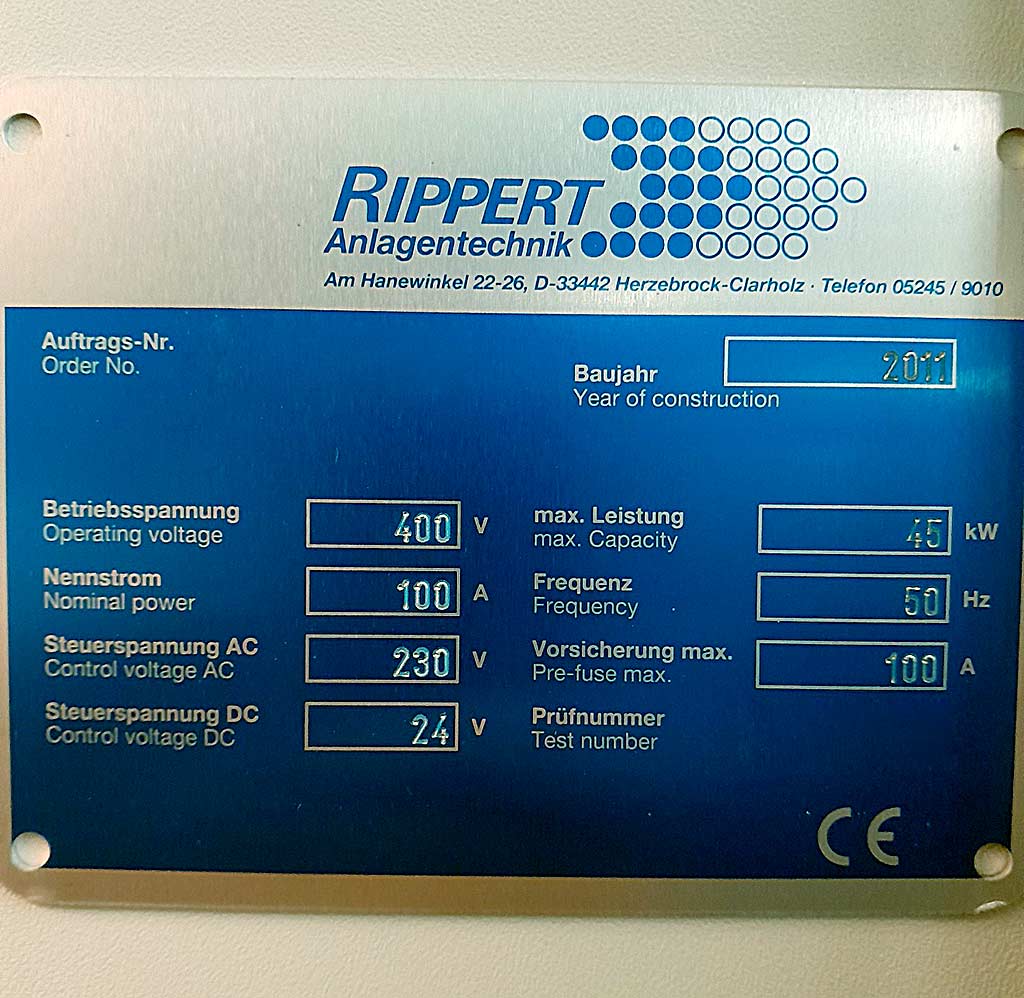 RIPPERT
Anlagentechnik
Am Hanewinkel 22-26, D-33442 Herzebrock-Clarholz · Telefon 05245 / 9010
Auftrags-Nr.
Order No.
Baujahr 2011
Year of construction
Betriebsspannung 400 V
Operating voltage
max. Leistung 45 kW
max. Capacity
Nennstrom 100 A
Nominal power
Frequenz 50 Hz
Frequency
Steuerspannung AC 230 V
Control voltage AC
Vorsicherung max. 100 A
Pre-fuse max.
Steuerspannung DC 24 V
Control voltage DC
Prüfnummer
Test number
CE